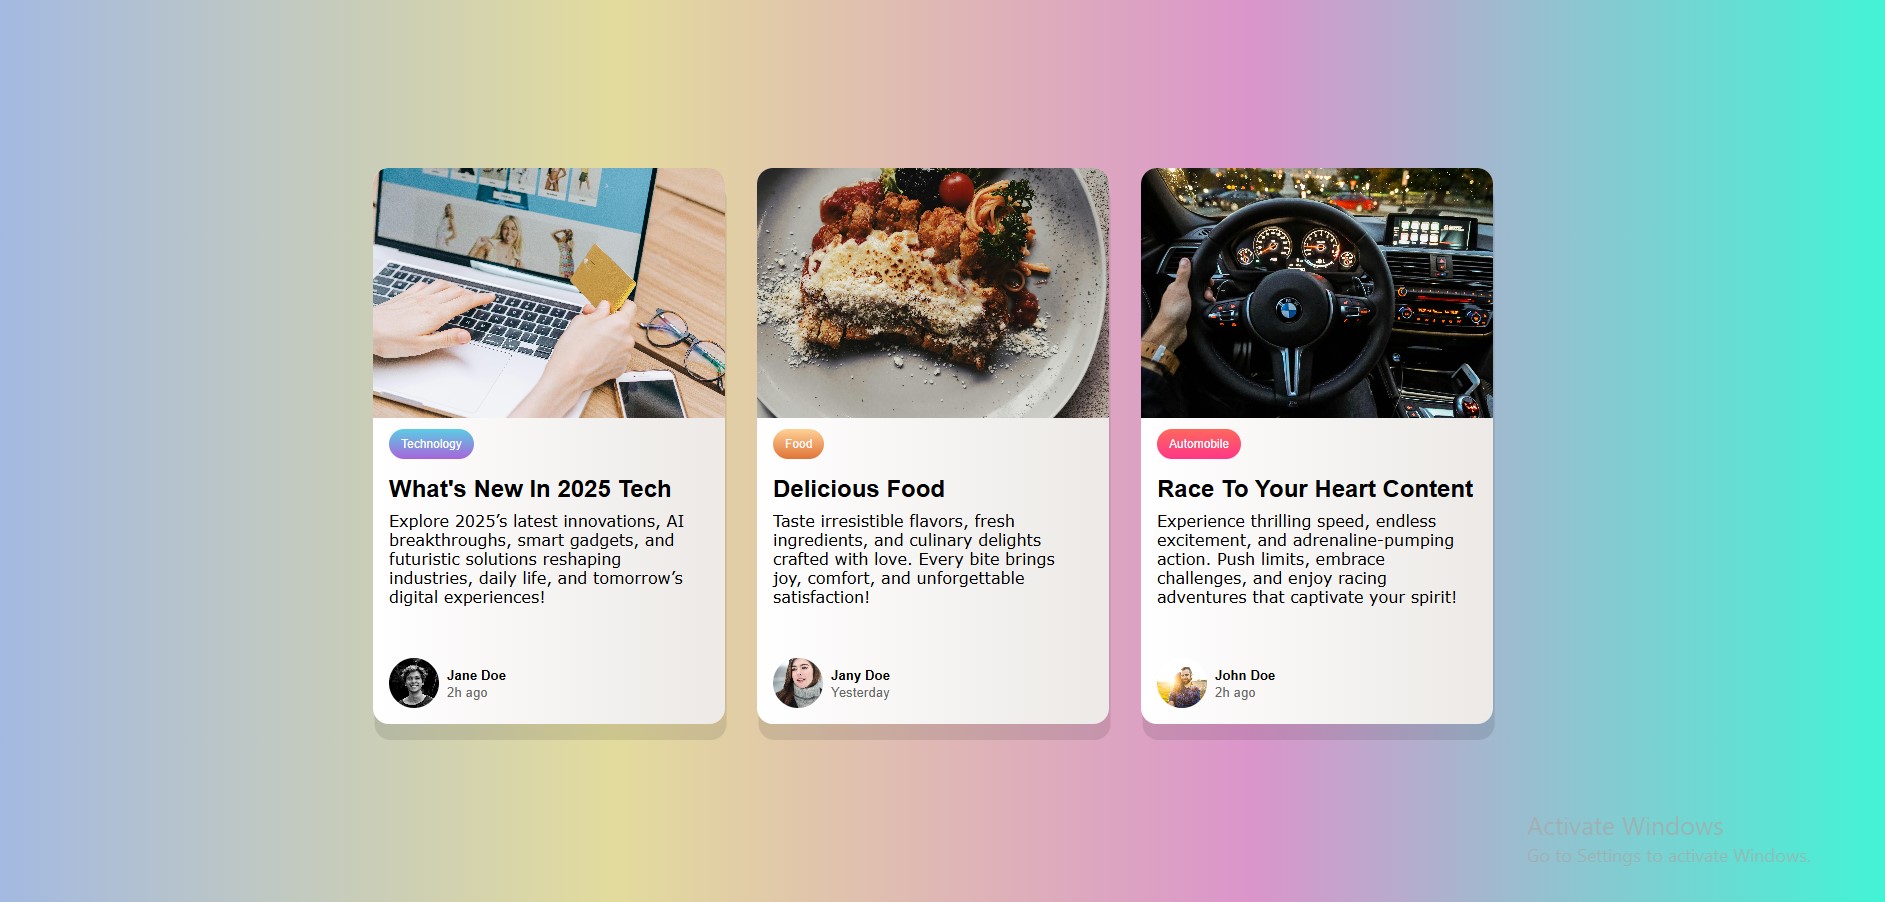 Technology
What's New In 2025 Tech
Explore 2025’s latest innovations, AI
breakthroughs, smart gadgets, and
futuristic solutions reshaping
industries, daily life, and tomorrow’s
digital experiences!
Jane Doe
2h ago
Food
Delicious Food
Taste irresistible flavors, fresh
ingredients, and culinary delights
crafted with love. Every bite brings
joy, comfort, and unforgettable
satisfaction!
Jany Doe
Yesterday
Automobile
Race To Your Heart Content
Experience thrilling speed, endless
excitement, and adrenaline-pumping
action. Push limits, embrace
challenges, and enjoy racing
adventures that captivate your spirit!
John Doe
2h ago
Activate Windows
Go to Settings to activate Windows.